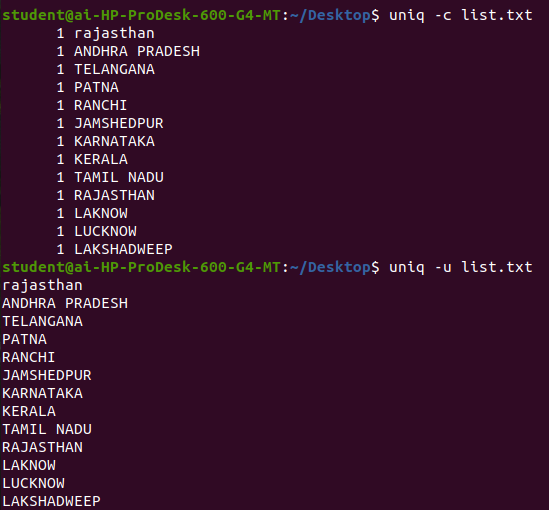 student@ai-HP-ProDesk-600-G4-MT:~/Desktop$ uniq -c list.txt
      1 rajasthan
      1 ANDHRA PRADESH
      1 TELANGANA
      1 PATNA
      1 RANCHI
      1 JAMSHEDPUR
      1 KARNATAKA
      1 KERALA
      1 TAMIL NADU
      1 RAJASTHAN
      1 LAKNOW
      1 LUCKNOW
      1 LAKSHADWEEP
student@ai-HP-ProDesk-600-G4-MT:~/Desktop$ uniq -u list.txt
rajasthan
ANDHRA PRADESH
TELANGANA
PATNA
RANCHI
JAMSHEDPUR
KARNATAKA
KERALA
TAMIL NADU
RAJASTHAN
LAKNOW
LUCKNOW
LAKSHADWEEP